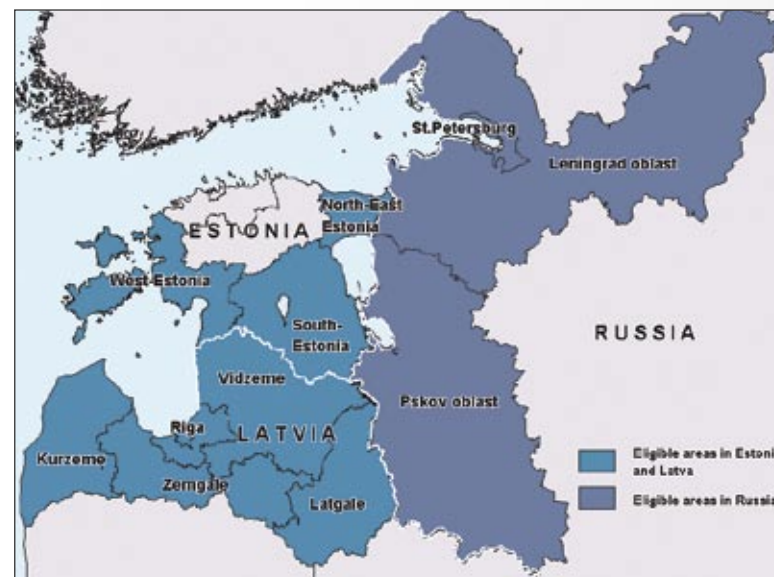 St.Petersburg
Leningrad oblast
North-East
Estonia
ESTONIA
West-Estonia
South-
Estonia
RUSSIA
Vidzeme
Pskov oblast
Riga
LATVIA
Kurzeme
Zemgale
Latgale
Eligible areas in Estoni
and Latva
Eligible areas in Russia